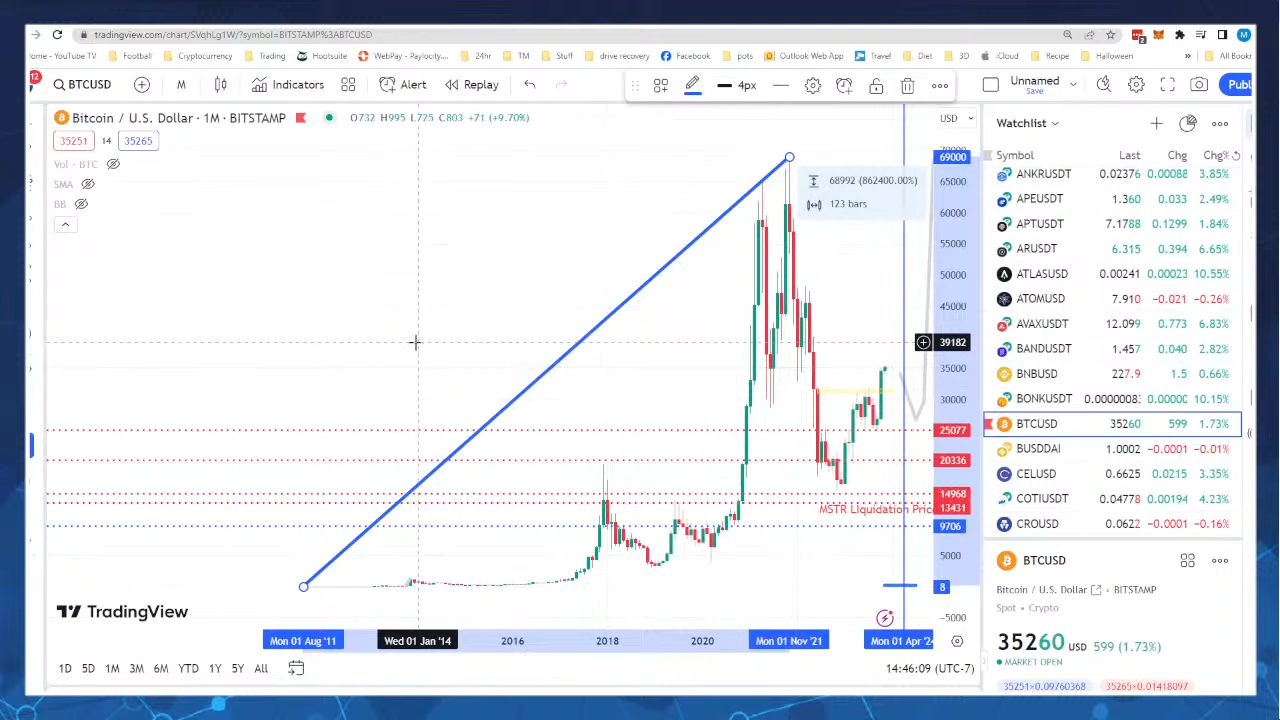 tradingview.com/chart/SVqhLg1W/?symbol=BITSTAMP%3ABTCUSD
2
M
Home - YouTube TV Football Cryptocurrency Trading Hootsuite WebPay - Paylocity,... 24hr TM Stuff drive recovery Facebook pots Outlook Web App Travel Diet 3D iCloud Recipe Halloween » All Book
12
BTCUSD M Indicators Alert Replay 4px Unnamed Save Publ
Bitcoin / U.S. Dollar · 1M · BITSTAMP O732 H995 L725 C803 +71 (+9.70%) USD
35251 14 35265
Vol - BTC
SMA
BB
69000
68992 (862400.00%)
123 bars
65000
60000
55000
50000
45000
39182
35000
30000
25077
20336
14968
13431
MSTR Liquidation Price
9706
5000
8
-5000
TradingView
Mon 01 Aug '11 Wed 01 Jan '14 2016 2018 2020 Mon 01 Nov '21 Mon 01 Apr '24
1D 5D 1M 3M 6M YTD 1Y 5Y All 14:46:09 (UTC-7)
Watchlist
Symbol Last Chg Chg%
ANKRUSDT 0.02376 0.00088 3.85%
APEUSDT 1.360 0.033 2.49%
APTUSDT 7.1788 0.1299 1.84%
ARUSDT 6.315 0.394 6.65%
ATLASUSD 0.00241 0.00023 10.55%
ATOMUSD 7.910 −0.021 −0.26%
AVAXUSDT 12.099 0.773 6.83%
BANDUSDT 1.457 0.040 2.82%
BNBUSD 227.9 1.5 0.66%
BONKUSDT 0.00000008 0.00000 10.15%
BTCUSD 35260 599 1.73%
BUSDDAI 1.0002 −0.0001 −0.01%
CELUSD 0.6625 0.0215 3.35%
COTIUSDT 0.04778 0.00194 4.23%
CROUSD 0.0622 −0.0001 −0.16%
BTCUSD
Bitcoin / U.S. Dollar • BITSTAMP
Spot • Crypto
35260 USD 599 (1.73%)
MARKET OPEN
35251×0.09760368 35265×0.01418097